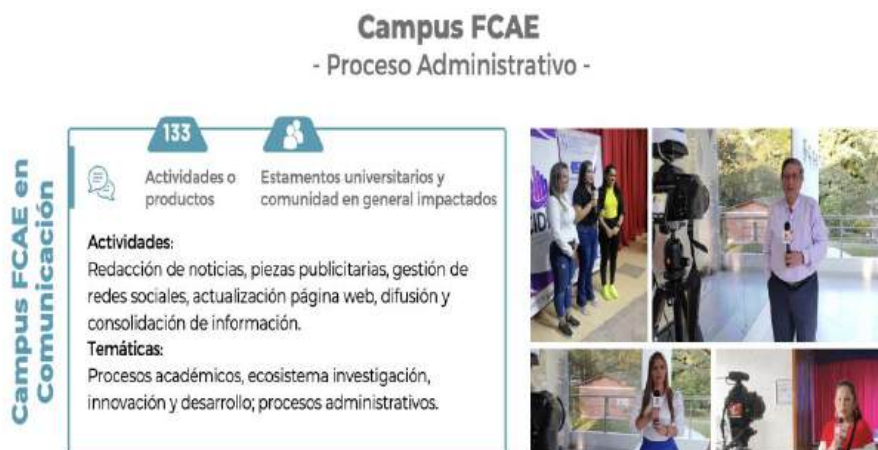 Campus FCAE
- Proceso Administrativo -
Campus FCAE en
Comunicación
133
Actividades o
productos
Estamentos universitarios y
comunidad en general impactados
Actividades:
Redacción de noticias, piezas publicitarias, gestión de
redes sociales, actualización página web, difusión y
consolidación de información.
Temáticas:
Procesos académicos, ecosistema investigación,
innovación y desarrollo; procesos administrativos.